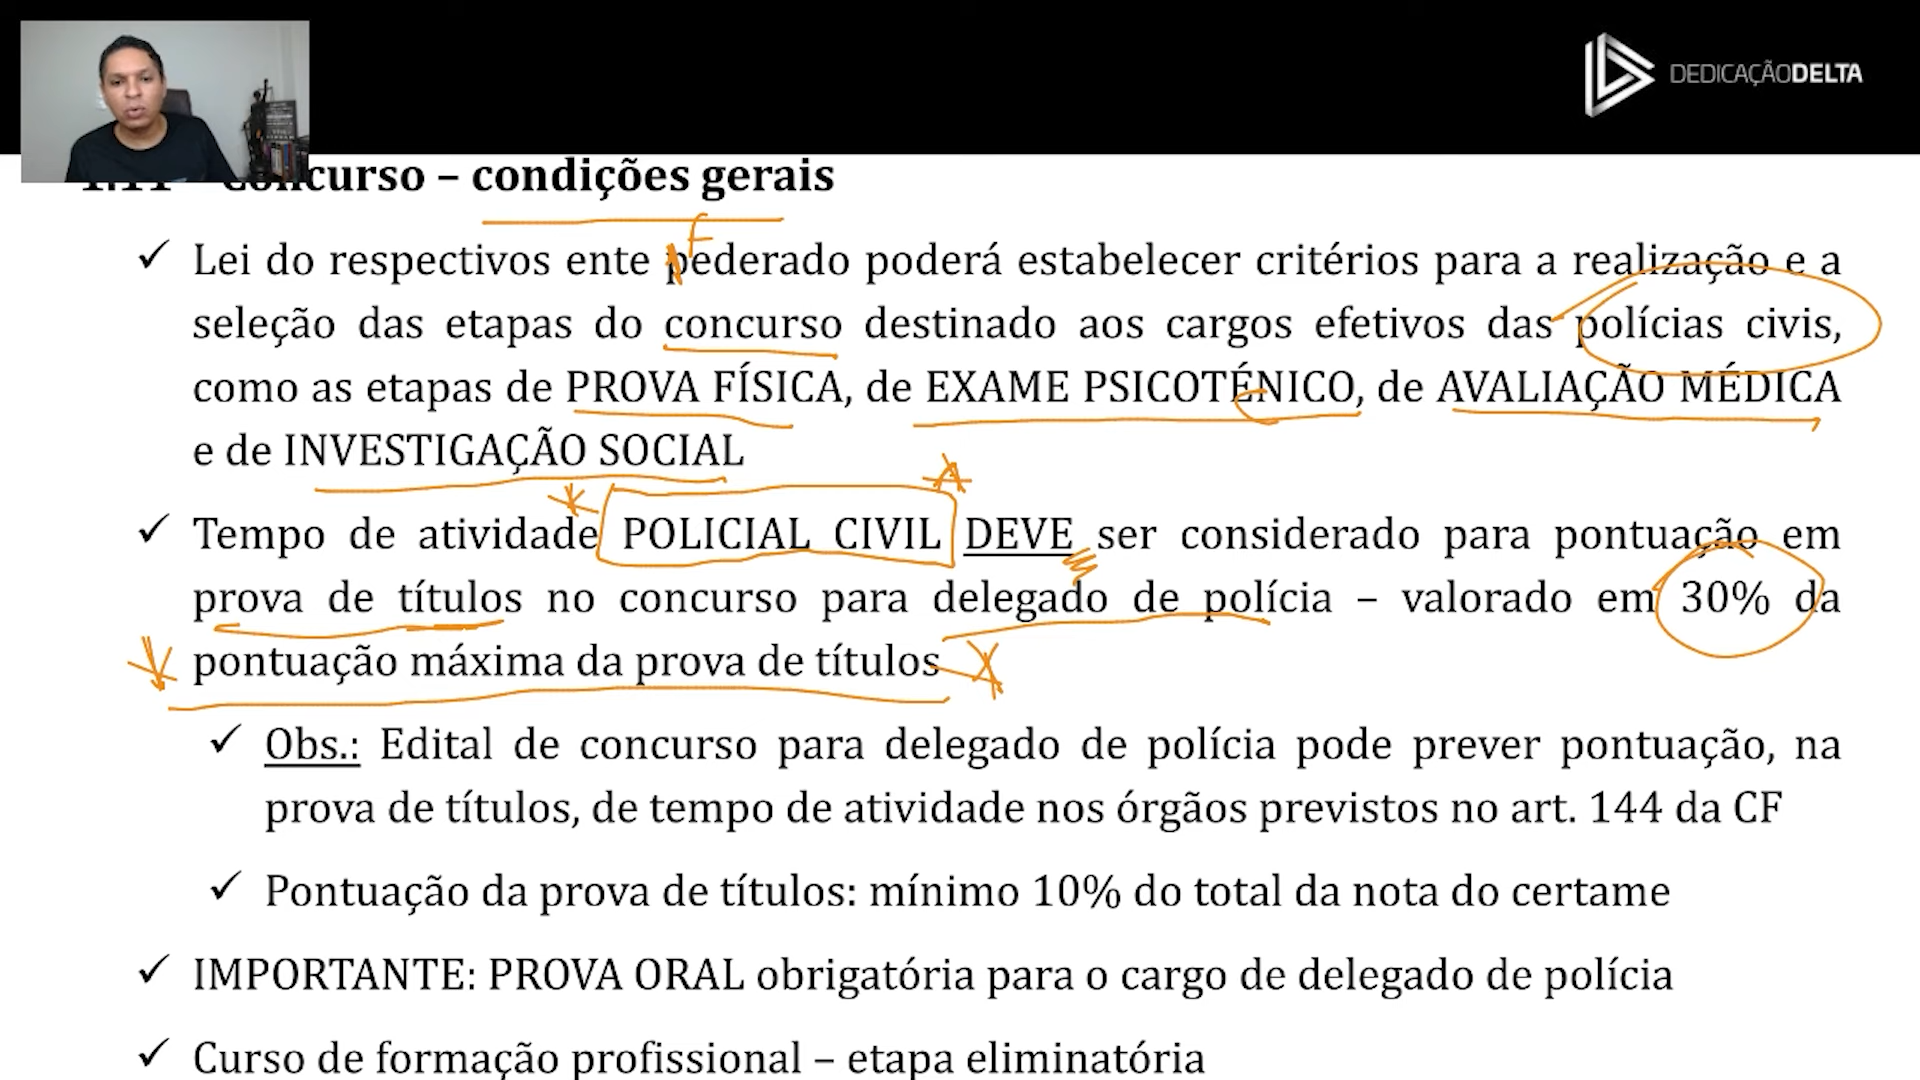 DEDICAÇÃODELTA
1.11 – Concurso – condições gerais
F
✓ Lei do respectivos ente pederado poderá estabelecer critérios para a realização e a
seleção das etapas do concurso destinado aos cargos efetivos das polícias civis,
como as etapas de PROVA FÍSICA, de EXAME PSICOTÉNICO, de AVALIAÇÃO MÉDICA
e de INVESTIGAÇÃO SOCIAL
✓ Tempo de atividade POLICIAL CIVIL DEVE ser considerado para pontuação em
prova de títulos no concurso para delegado de polícia – valorado em 30% da
pontuação máxima da prova de títulos
✓ Obs.: Edital de concurso para delegado de polícia pode prever pontuação, na
prova de títulos, de tempo de atividade nos órgãos previstos no art. 144 da CF
✓ Pontuação da prova de títulos: mínimo 10% do total da nota do certame
✓ IMPORTANTE: PROVA ORAL obrigatória para o cargo de delegado de polícia
✓ Curso de formação profissional – etapa eliminatória